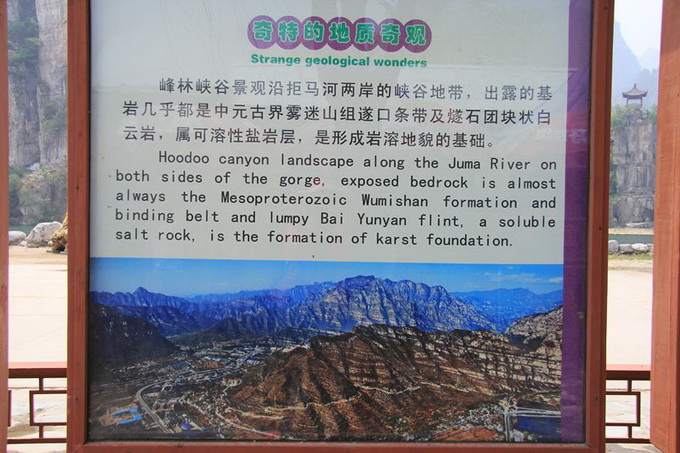 奇特的地质奇观
Strange geological wonders
峰林峡谷景观沿拒马河两岸的峡谷地带，出露的基
岩几乎都是中元古界雾迷山组遂口条带及燧石团块状白
云岩，属可溶性盐岩层，是形成岩溶地貌的基础。
Hoodoo canyon landscape along the Juma River on
both sides of the gorge, exposed bedrock is almost
always the Mesoproterozoic Wumishan formation and
binding belt and lumpy Bai Yunyan flint, a soluble
salt rock, is the formation of karst foundation.